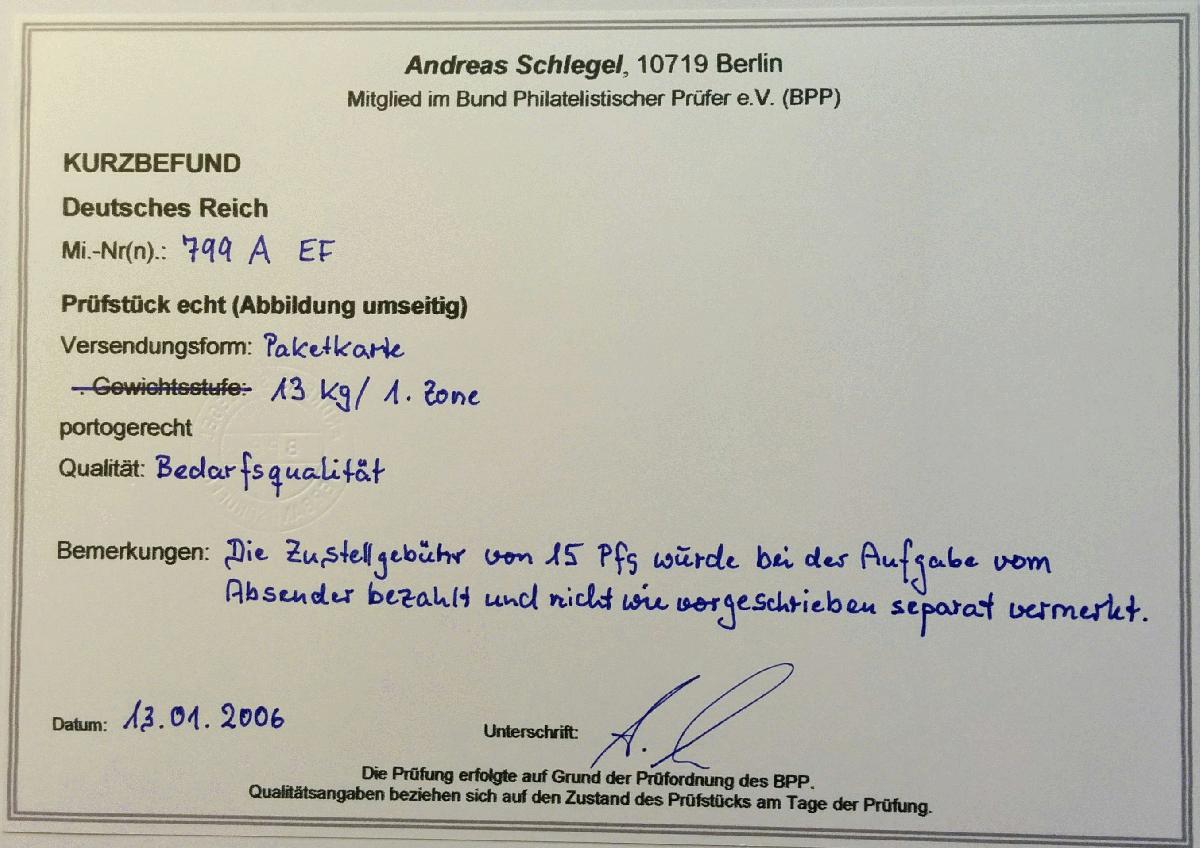 Andreas Schlegel, 10719 Berlin
Mitglied im Bund Philatelistischer Prüfer e.V. (BPP)
KURZBEFUND
Deutsches Reich
Mi.-Nr(n).: 799 A EF
Prüfstück echt (Abbildung umseitig)
Versendungsform: Paketkarte
. Gewichtsstufe: 13 kg/ 1. Zone
portogerecht
Qualität: Bedarfsqualität
Bemerkungen: Die Zustellgebühr von 15 Pfg wurde bei der Aufgabe vom
Absender bezahlt und nicht wie vorgeschrieben separat vermerkt.
Datum: 13.01.2006
Unterschrift:
Die Prüfung erfolgte auf Grund der Prüfordnung des BPP.
Qualitätsangaben beziehen sich auf den Zustand des Prüfstücks am Tage der Prüfung.